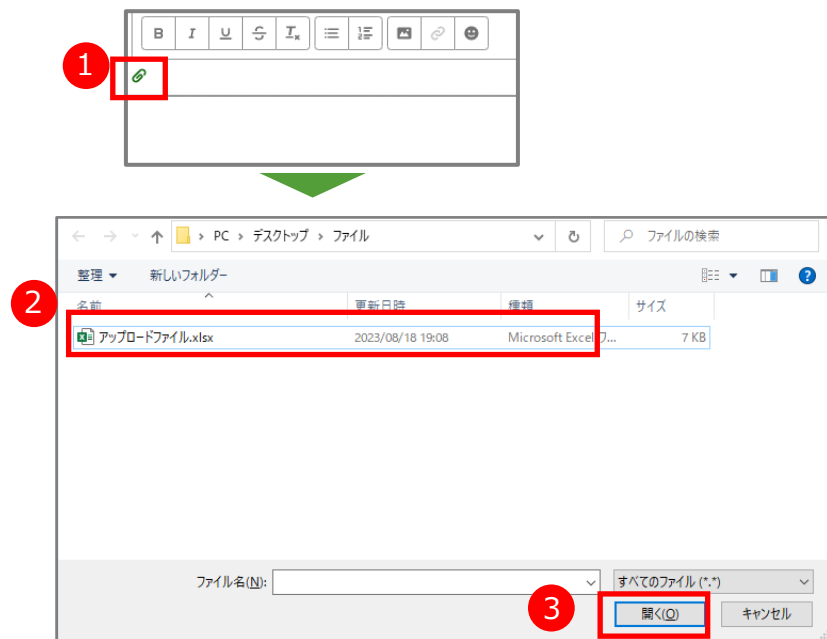 B I U S Tx
1
PC > デスクトップ > ファイル
ファイルの検索
整理 新しいフォルダー
2
名前 更新日時 種類 サイズ
アップロードファイル.xlsx 2023/08/18 19:08 Microsoft Excel ワ... 7 KB
ファイル名(N): すべてのファイル (*.*)
3
開く(O) キャンセル